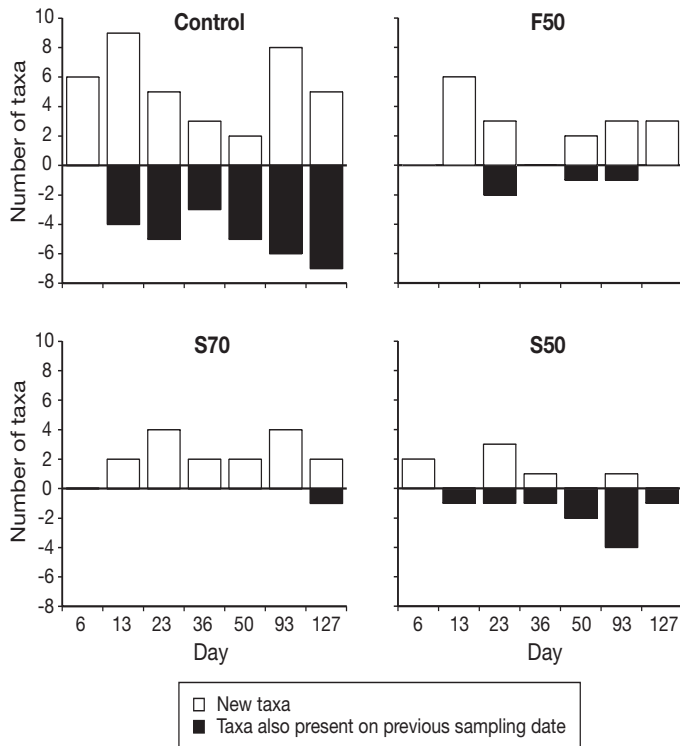 Control
F50
Number of taxa
10
8
6
4
2
0
-2
-4
-6
-8
S70
S50
Number of taxa
10
8
6
4
2
0
-2
-4
-6
-8
6 13 23 36 50 93 127
6 13 23 36 50 93 127
Day
Day
New taxa
Taxa also present on previous sampling date